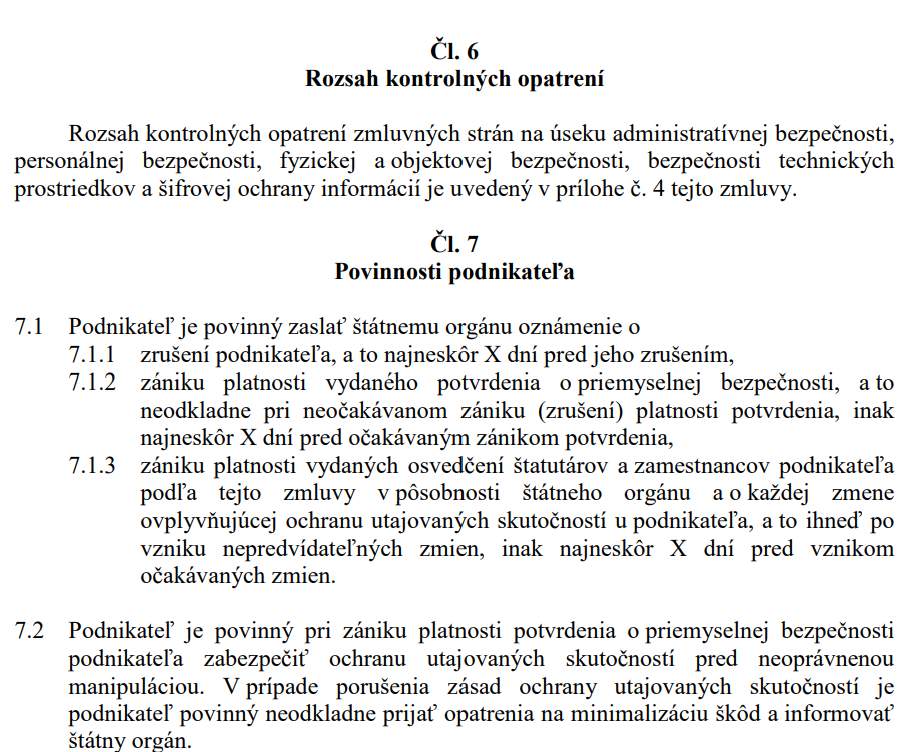 Čl. 6
Rozsah kontrolných opatrení
Rozsah kontrolných opatrení zmluvných strán na úseku administratívnej bezpečnosti,
personálnej bezpečnosti, fyzickej a objektovej bezpečnosti, bezpečnosti technických
prostriedkov a šifrovej ochrany informácií je uvedený v prílohe č. 4 tejto zmluvy.
Čl. 7
Povinnosti podnikateľa
7.1 Podnikateľ je povinný zaslať štátnemu orgánu oznámenie o
7.1.1 zrušení podnikateľa, a to najneskôr X dní pred jeho zrušením,
7.1.2 zániku platnosti vydaného potvrdenia o priemyselnej bezpečnosti, a to
neodkladne pri neočakávanom zániku (zrušení) platnosti potvrdenia, inak
najneskôr X dní pred očakávaným zánikom potvrdenia,
7.1.3 zániku platnosti vydaných osvedčení štatutárov a zamestnancov podnikateľa
podľa tejto zmluvy v pôsobnosti štátneho orgánu a o každej zmene
ovplyvňujúcej ochranu utajovaných skutočností u podnikateľa, a to ihneď po
vzniku nepredvídateľných zmien, inak najneskôr X dní pred vznikom
očakávaných zmien.
7.2 Podnikateľ je povinný pri zániku platnosti potvrdenia o priemyselnej bezpečnosti
podnikateľa zabezpečiť ochranu utajovaných skutočností pred neoprávnenou
manipuláciou. V prípade porušenia zásad ochrany utajovaných skutočností je
podnikateľ povinný neodkladne prijať opatrenia na minimalizáciu škôd a informovať
štátny orgán.